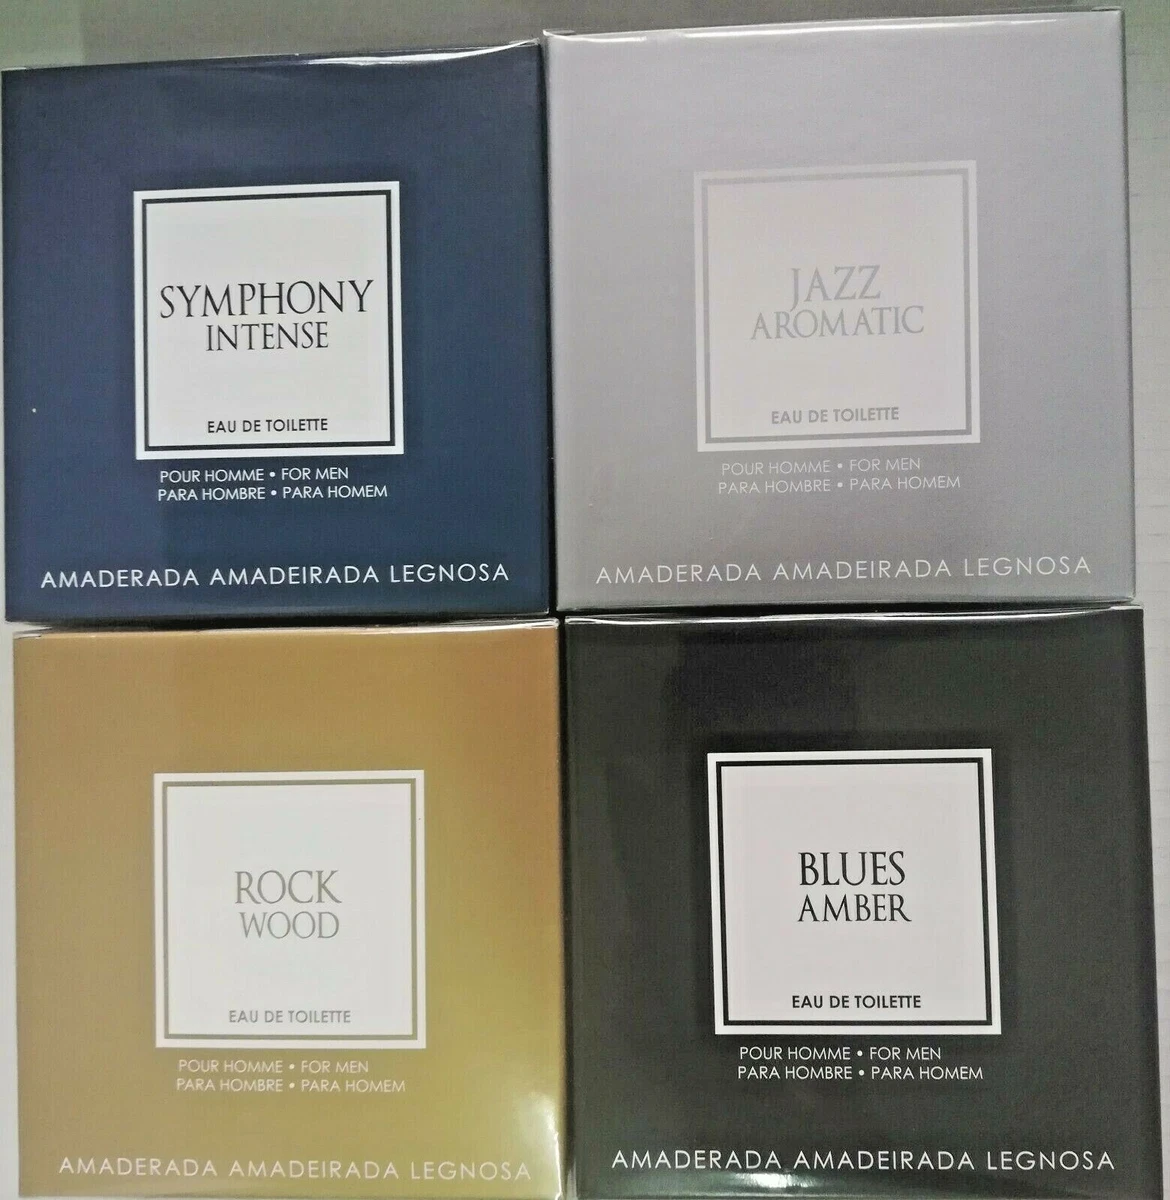 SYMPHONY
INTENSE
EAU DE TOILETTE
POUR HOMME • FOR MEN
PARA HOMBRE • PARA HOMEM
AMADERADA AMADEIRADA LEGNOSA
JAZZ
AROMATIC
EAU DE TOILETTE
POUR HOMME • FOR MEN
PARA HOMBRE • PARA HOMEM
AMADERADA AMADEIRADA LEGNOSA
ROCK
WOOD
EAU DE TOILETTE
POUR HOMME • FOR MEN
PARA HOMBRE • PARA HOMEM
AMADERADA AMADEIRADA LEGNOSA
BLUES
AMBER
EAU DE TOILETTE
POUR HOMME • FOR MEN
PARA HOMBRE • PARA HOMEM
AMADERADA AMADEIRADA LEGNOSA